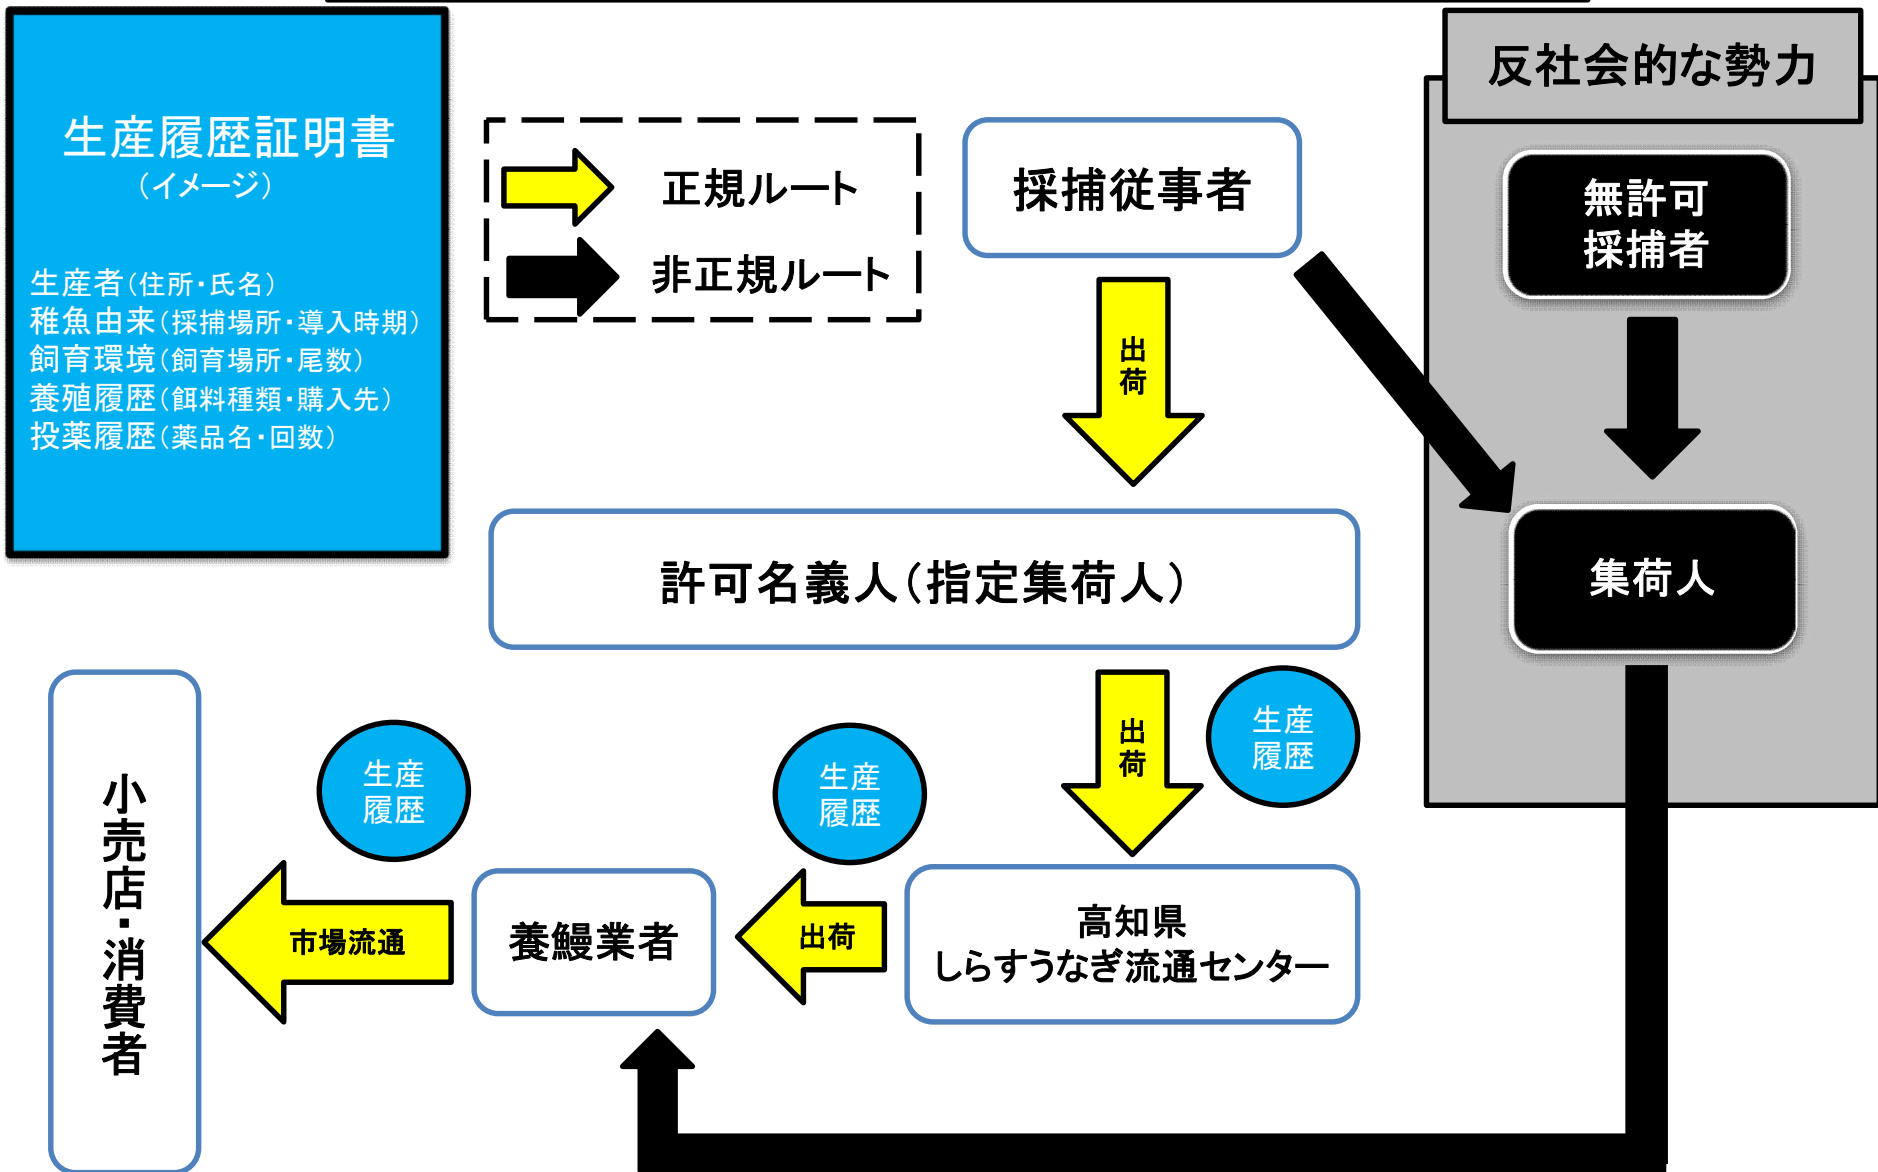 生産履歴証明書
（イメージ）
生産者（住所・氏名）
稚魚由来（採捕場所・導入時期）
飼育環境（飼育場所・尾数）
養殖履歴（餌料種類・購入先）
投薬履歴（薬品名・回数）
正規ルート
非正規ルート
採捕従事者
反社会的な勢力
無許可
採捕者
出
荷
許可名義人（指定集荷人）
集荷人
出
荷
生産
履歴
生産
履歴
生産
履歴
小売店・消費者
市場流通
養鰻業者
出荷
高知県
しらすうなぎ流通センター